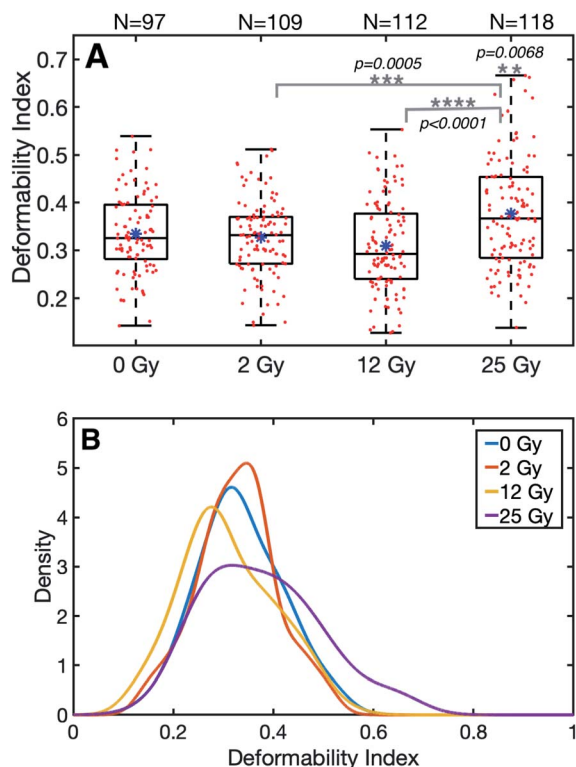 N=97 N=109 N=112 N=118
A
p=0.0068
**
p=0.0005
***
****
p<0.0001
Deformability Index
0.7
0.6
0.5
0.4
0.3
0.2
0 Gy 2 Gy 12 Gy 25 Gy
B
0 Gy
2 Gy
12 Gy
25 Gy
Density
6
5
4
3
2
1
0
0 0.2 0.4 0.6 0.8 1
Deformability Index